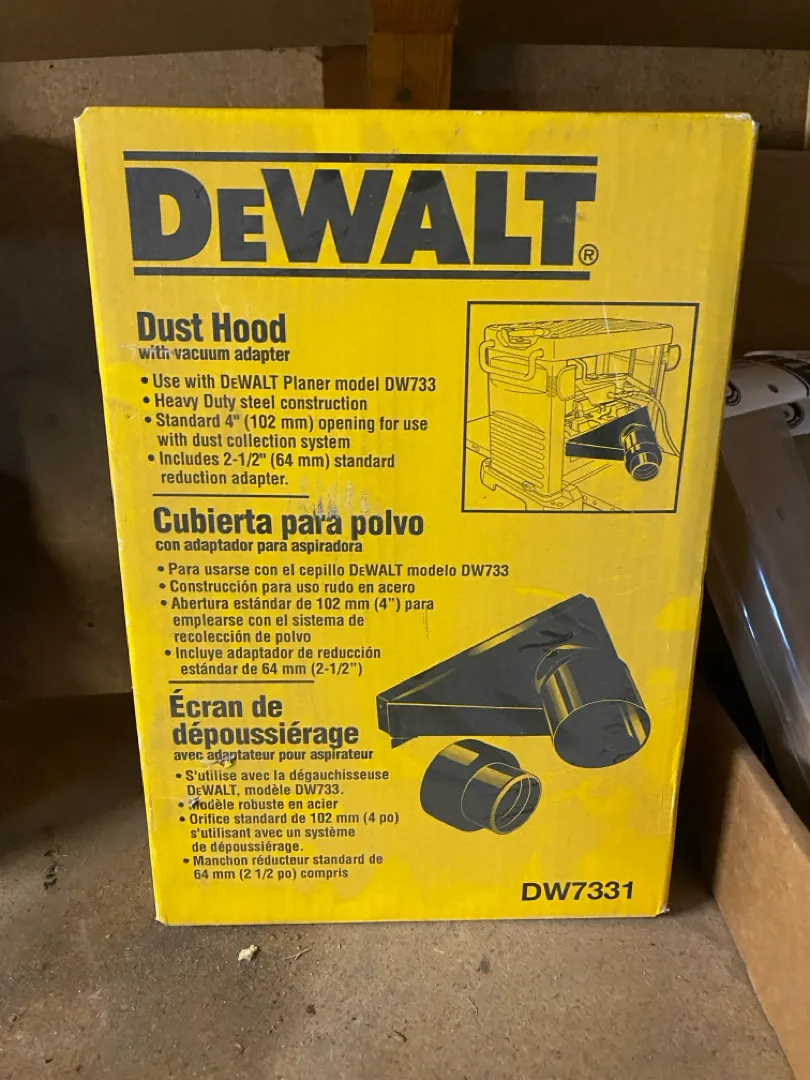 DEWALT®
Dust Hood
with vacuum adapter
• Use with DEWALT Planer model DW733
• Heavy Duty steel construction
• Standard 4" (102 mm) opening for use
with dust collection system
• Includes 2-1/2" (64 mm) standard
reduction adapter.
Cubierta para polvo
con adaptador para aspiradora
• Para usarse con el cepillo DEWALT modelo DW733
• Construcción para uso rudo en acero
• Abertura estándar de 102 mm (4”) para
emplearse con el sistema de
recolección de polvo
• Incluye adaptador de reducción
estándar de 64 mm (2-1/2”)
Écran de
dépoussiérage
avec adaptateur pour aspirateur
• S'utilise avec la dégauchisseuse
DEWALT, modèle DW733.
• Modèle robuste en acier
• Orifice standard de 102 mm (4 po)
s'utilisant avec un système
de dépoussiérage.
• Manchon réducteur standard de
64 mm (2 1/2 po) compris
DW7331